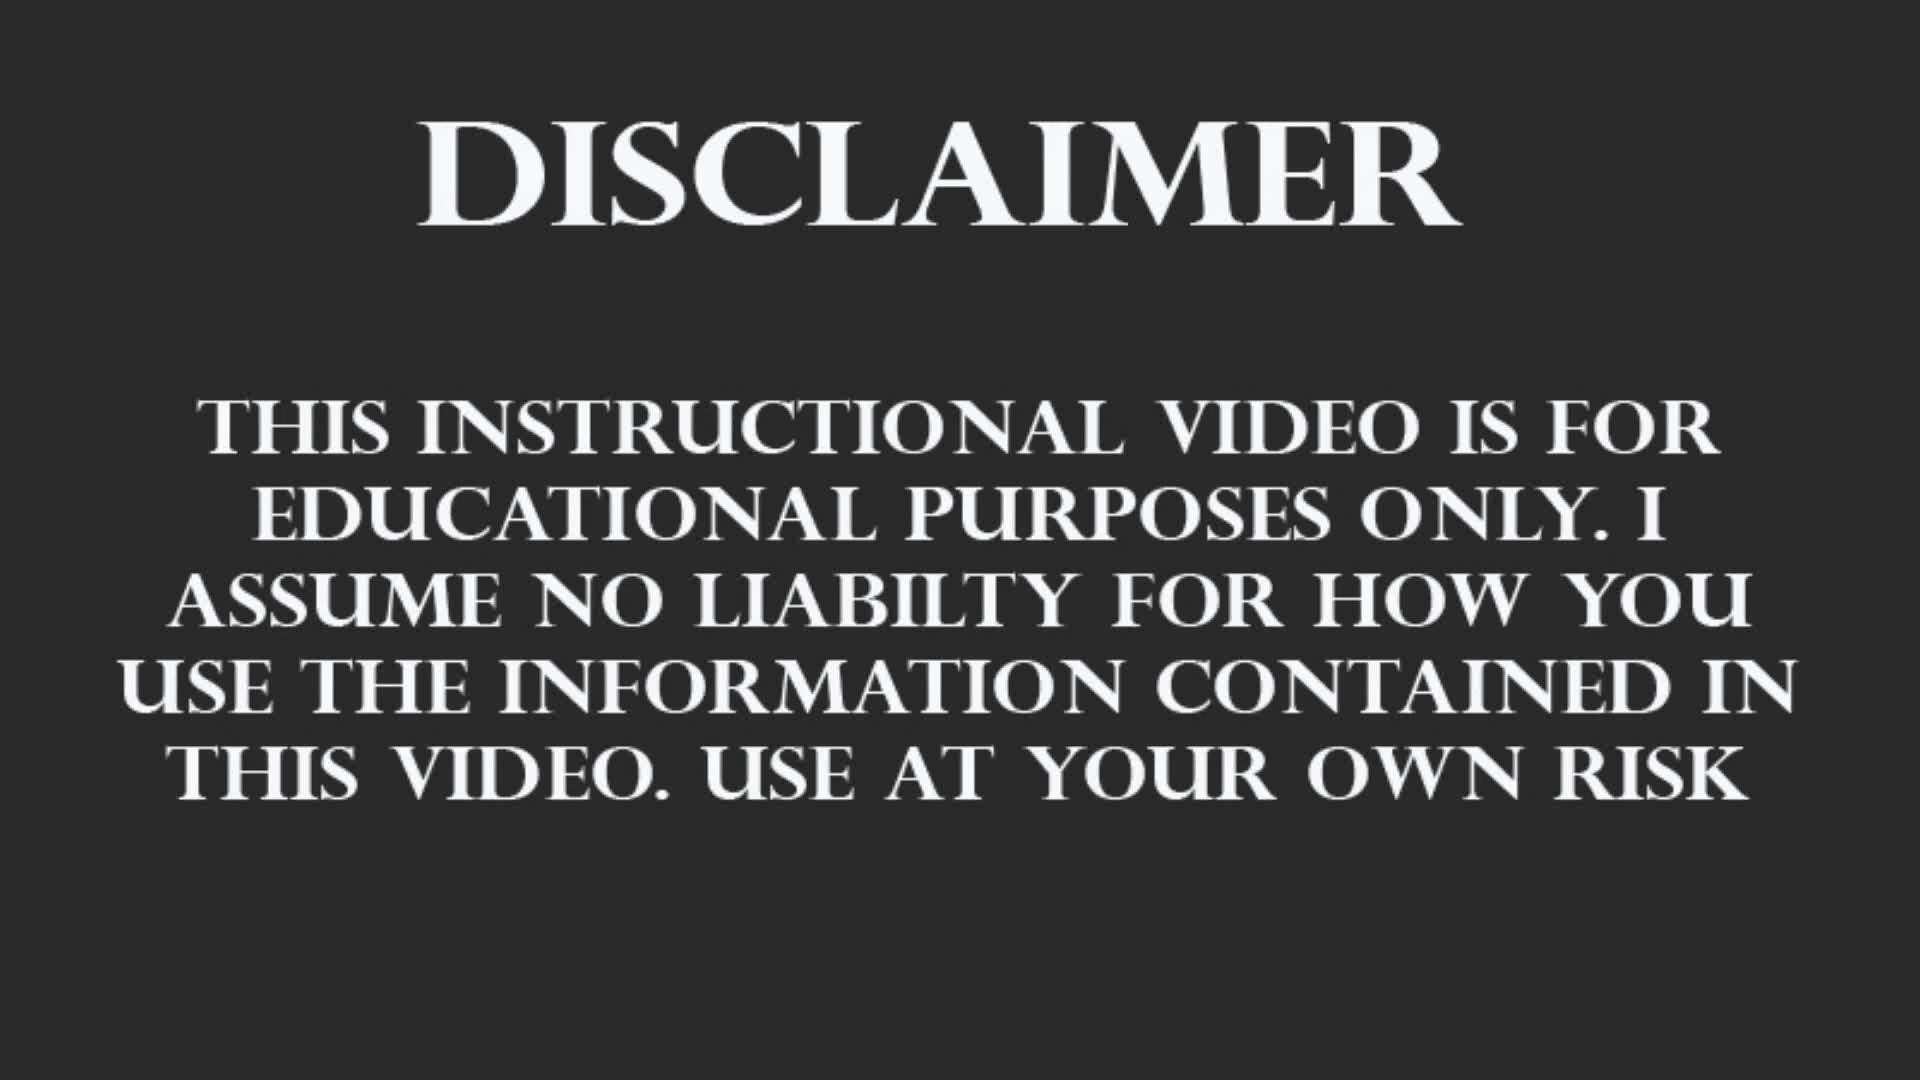 DISCLAIMER
THIS INSTRUCTIONAL VIDEO IS FOR
EDUCATIONAL PURPOSES ONLY. I
ASSUME NO LIABILTY FOR HOW YOU
USE THE INFORMATION CONTAINED IN
THIS VIDEO. USE AT YOUR OWN RISK